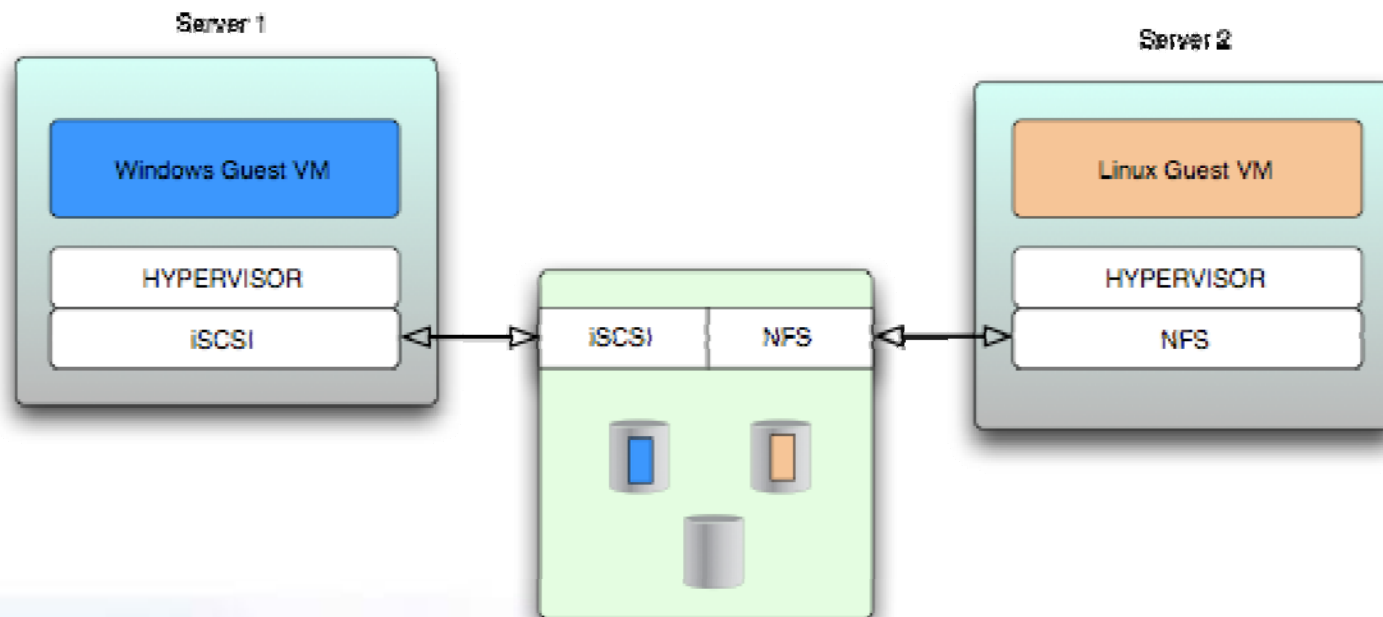 Server 1
Server 2
Windows Guest VM
Linux Guest VM
HYPERVISOR
HYPERVISOR
iSCSI
iSCSI
NFS
NFS